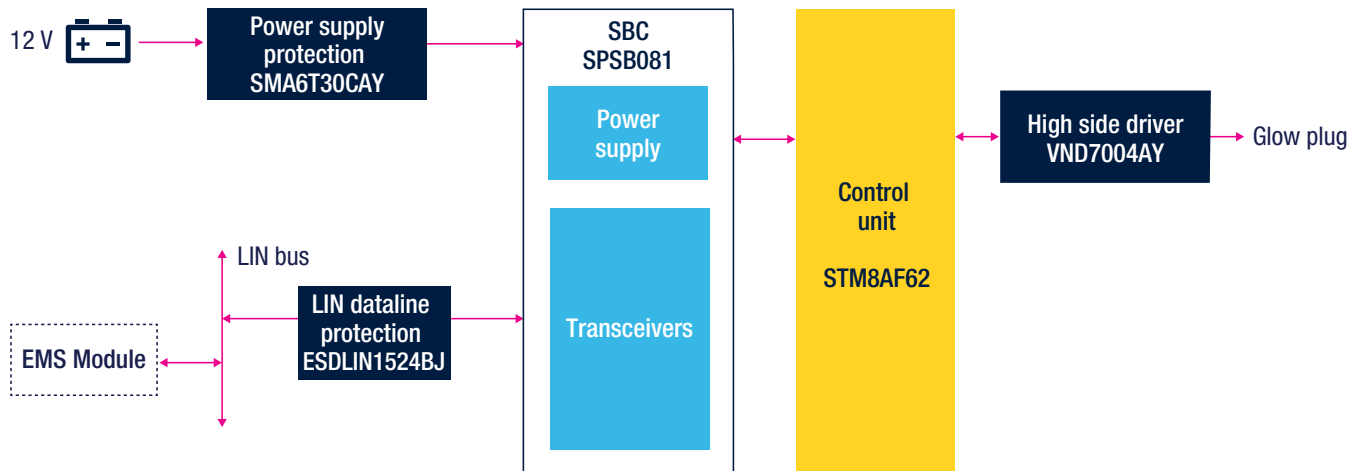 12 V
+ -
Power supply
protection
SMA6T30CAY
SBC
SPSB081
Power
supply
Transceivers
Control
unit
STM8AF62
High side driver
VND7004AY
Glow plug
LIN bus
LIN dataline
protection
ESDLIN1524BJ
EMS Module